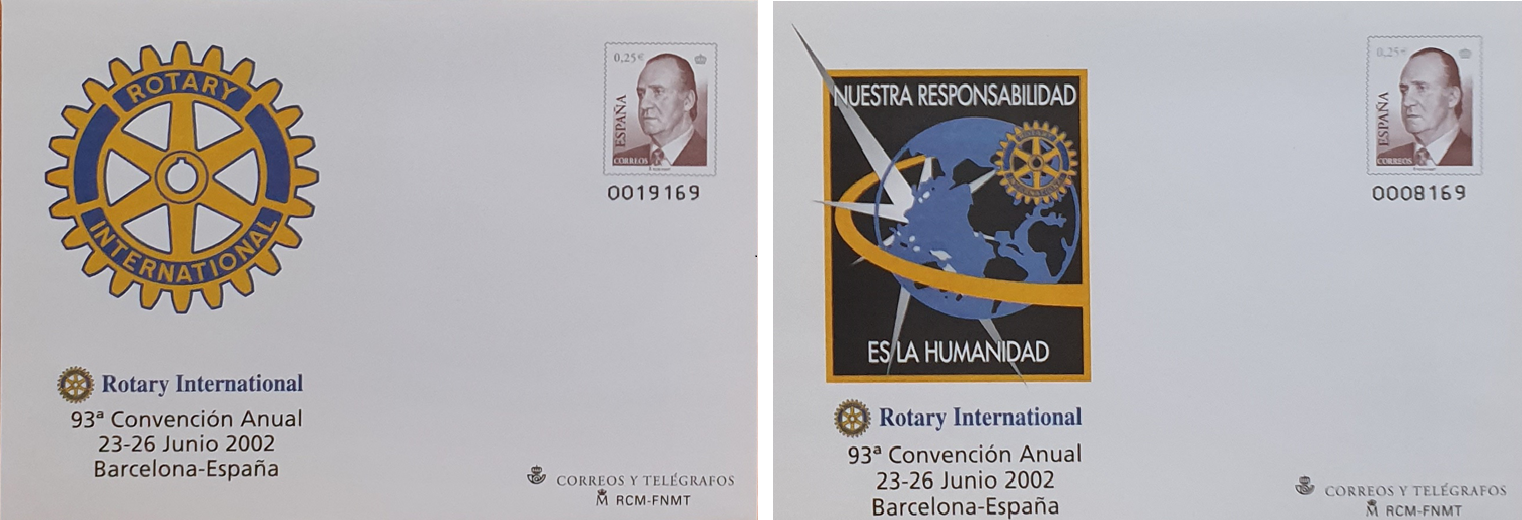 ROTARY
INTERNATIONAL
0,25€
ESPAÑA
CORREOS
0019169
Rotary International
93ª Convención Anual
23-26 Junio 2002
Barcelona-España
CORREOS Y TELÉGRAFOS
M RCM-FNMT
NUESTRA RESPONSABILIDAD
ROTARY
INTERNATIONAL
ES LA HUMANIDAD
0,25€
ESPAÑA
CORREOS
0008169
Rotary International
93ª Convención Anual
23-26 Junio 2002
Barcelona-España
CORREOS Y TELÉGRAFOS
M RCM-FNMT